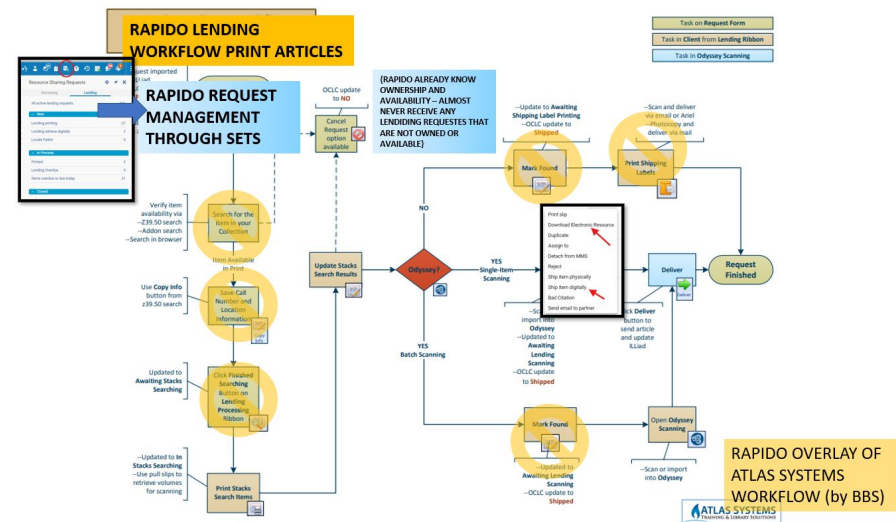 RAPIDO LENDING
WORKFLOW PRINT ARTICLES
Task on Request Form
Task in Client from Lending Ribbon
Task in Odyssey Scanning
Resource Sharing Requests
Borrowing
Lending
All active lending requests
New
Lending printing
Lending achieve digitally
Locate Failed
In Process
Printed
Lending Overdue
Items overdue or due today
Closed
quest imported
RAPIDO REQUEST
MANAGEMENT
THROUGH SETS
OCLC update
to NO
Cancel
Request
option
available
(RAPIDO ALREADY KNOW
OWNERSHIP AND
AVAILABILITY – ALMOST
NEVER RECEIVE ANY
LENDIDING REQUESTES THAT
ARE NOT OWNED OR
AVAILABLE)
--Update to Awaiting
Shipping Label Printing
--OCLC update to
Shipped
--Scan and deliver
via email or Ariel
--Photocopy and
deliver via mail
Mark Found
Print Shipping
Labels
Verify item
availability via
--Z39.50 search
--Addon search
--Search in browser
Search for the
Item in your
Collection
Item Available
in Print
NO
Print slip
Download Electronic Resource
Duplicate
Assign to
Detach from MMS
Reject
Ship item physically
Ship item digitally
Bad Citation
Send email to partner
Update Stacks
Search Results
Odyssey?
YES
Single-Item
Scanning
Deliver
Deliver
Request
Finished
Use Copy Info
button from
z39.50 search
Save Call
Number and
Location
Information
Copy
Info
--Scan
import into
Odyssey
--Updated to
Awaiting
Lending
Scanning
--OCLC update
to Shipped
Click Deliver
button to
send article
and update
ILLiad
YES
Batch Scanning
Updated to
Awaiting Stacks
Searching
Click Finished
Searching
Button on
Lending
Processing
Ribbon
Mark Found
Open Odyssey
Scanning
--Updated to In
Stacks Searching
--Use pull slips to
retrieve volumes
for scanning
Print Stacks
Search Items
--Updated to
Awaiting Lending
Scanning
--OCLC update to
Shipped
--Scan or import
into Odyssey
RAPIDO OVERLAY OF
ATLAS SYSTEMS
WORKFLOW (by BBS)
ATLAS SYSTEMS
TRAINING & LIBRARY SOLUTIONS